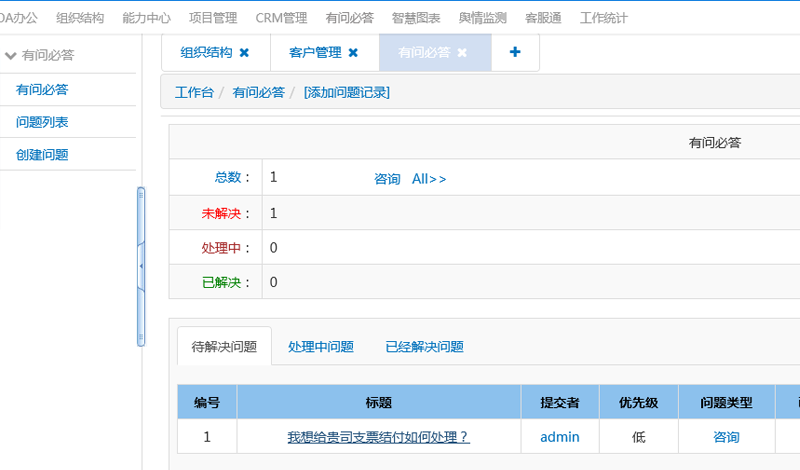 OA办公 组织结构 能力中心 项目管理 CRM管理 有问必答 智慧图表 舆情监测 客服通 工作统计
有问必答
有问必答
问题列表
创建问题
组织结构 ✖ 客户管理 ✖ 有问必答 ✖ +
工作台 / 有问必答 / [添加问题记录]
有问必答
总数： 1 咨询 All>>
未解决： 1
处理中： 0
已解决： 0
待解决问题 处理中问题 已经解决问题
编号 标题 提交者 优先级 问题类型
1 我想给贵司支票结付如何处理？ admin 低 咨询